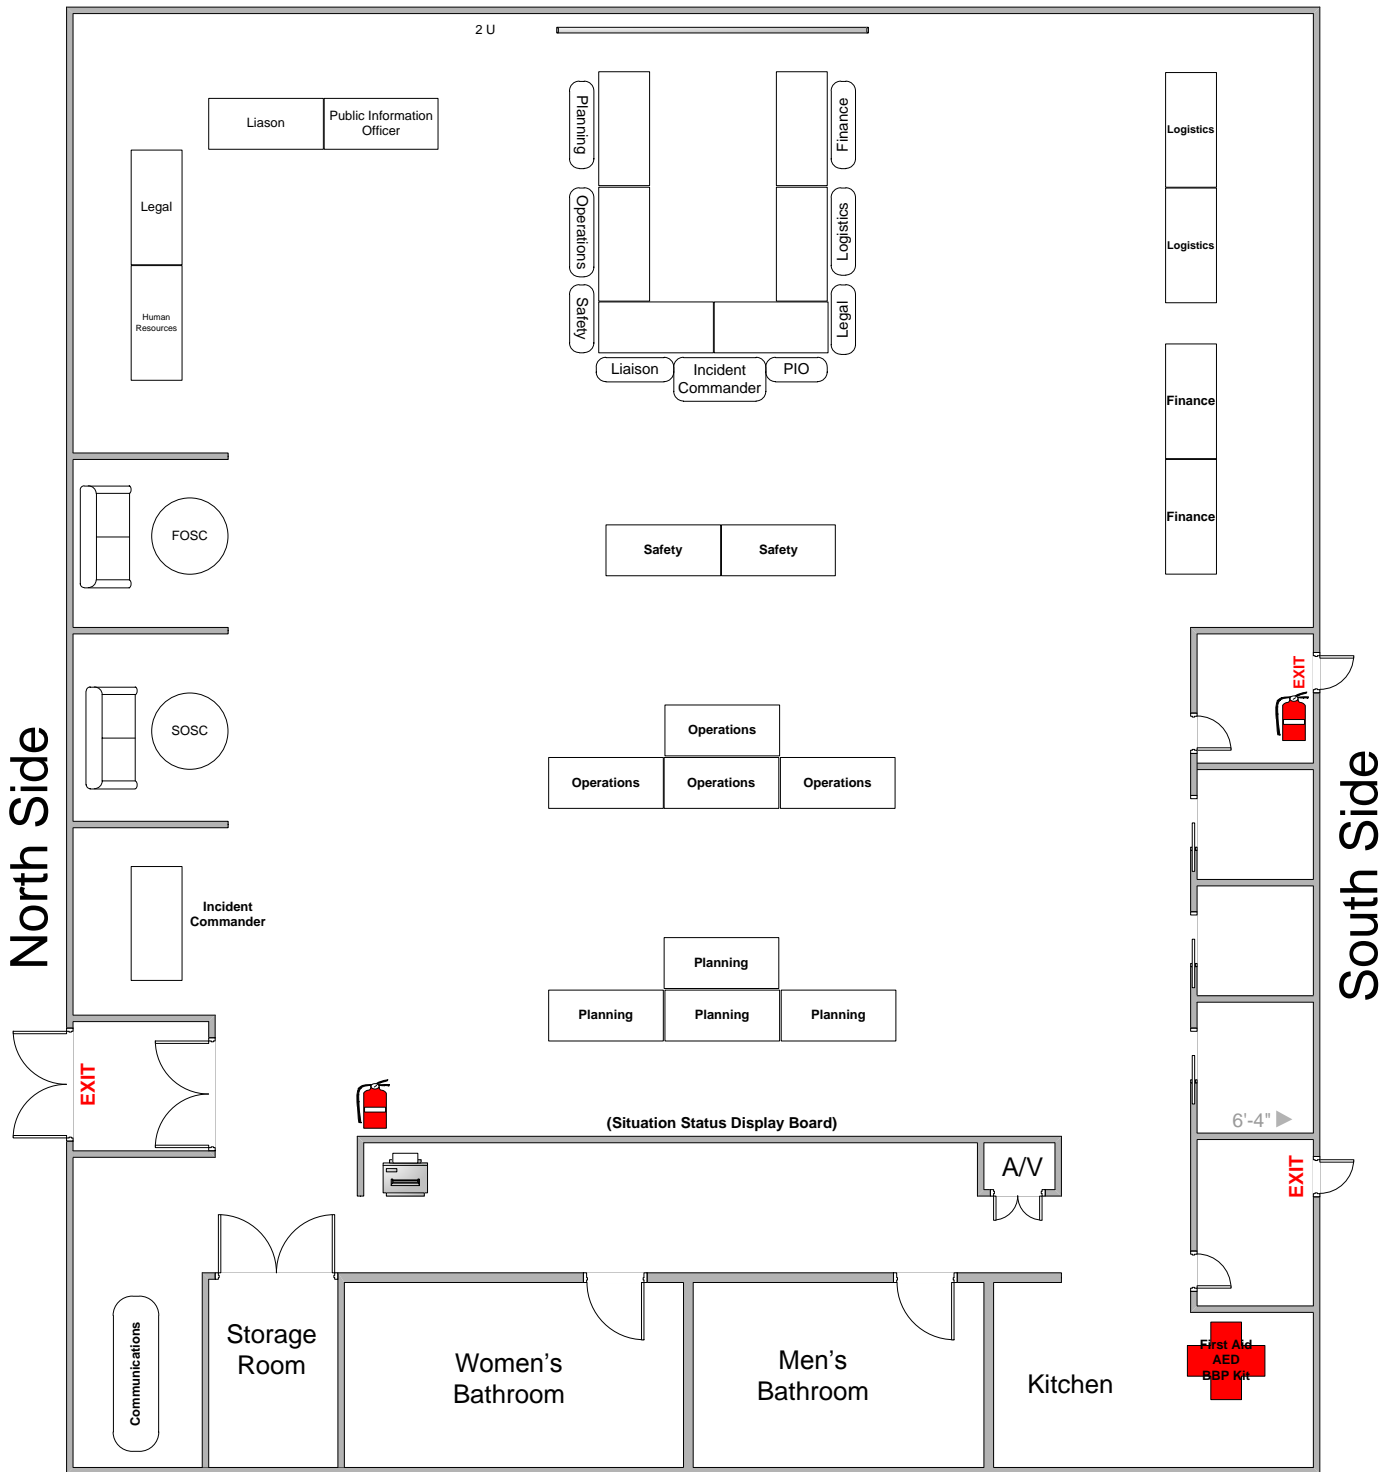 2 U
Planning
Finance
Liason
Public Information
Officer
Logistics
Legal
Operations
Logistics
Logistics
Safety
Legal
Human
Resources
Liaison
Incident
Commander
PIO
Finance
Finance
FOSC
Safety
Safety
EXIT
SOSC
Operations
Operations
Operations
Operations
North Side
South Side
Incident
Commander
Planning
Planning
Planning
Planning
EXIT
(Situation Status Display Board)
6'-4"
A/V
EXIT
Communications
Storage
Room
Women's
Bathroom
Men's
Bathroom
Kitchen
First Aid
AED
BBP Kit